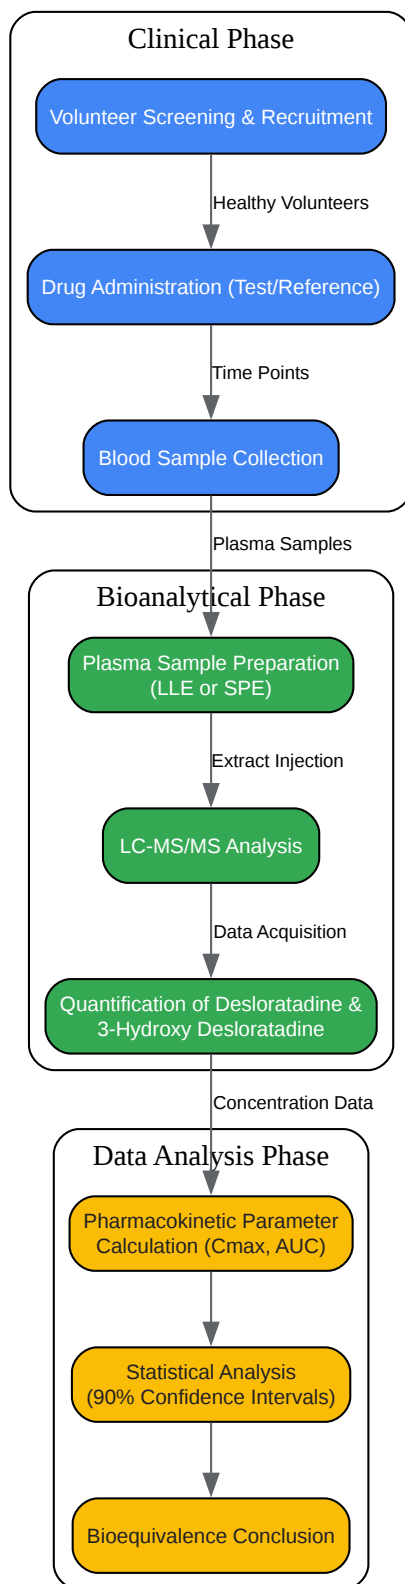 Clinical Phase
Volunteer Screening & Recruitment
Healthy Volunteers
Drug Administration (Test/Reference)
Time Points
Blood Sample Collection
Plasma Samples
Bioanalytical Phase
Plasma Sample Preparation
(LLE or SPE)
Extract Injection
LC-MS/MS Analysis
Data Acquisition
Quantification of Desloratadine &
3-Hydroxy Desloratadine
Concentration Data
Data Analysis Phase
Pharmacokinetic Parameter
Calculation (Cmax, AUC)
Statistical Analysis
(90% Confidence Intervals)
Bioequivalence Conclusion